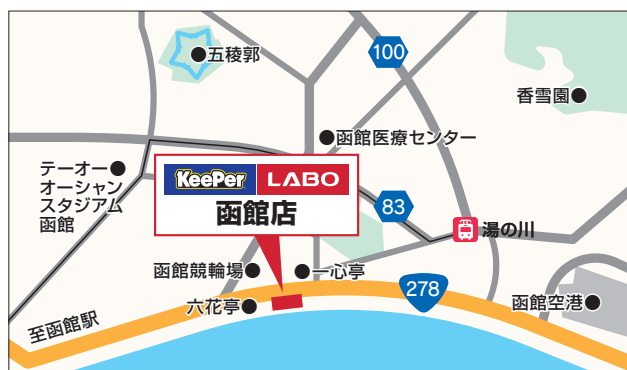 五稜郭
100
香雪園
函館医療センター
テーオー
オーシャン
スタジアム
函館
KeePer LABO
函館店
83
湯の川
函館競輪場
一心亭
278
六花亭
函館空港
至函館駅